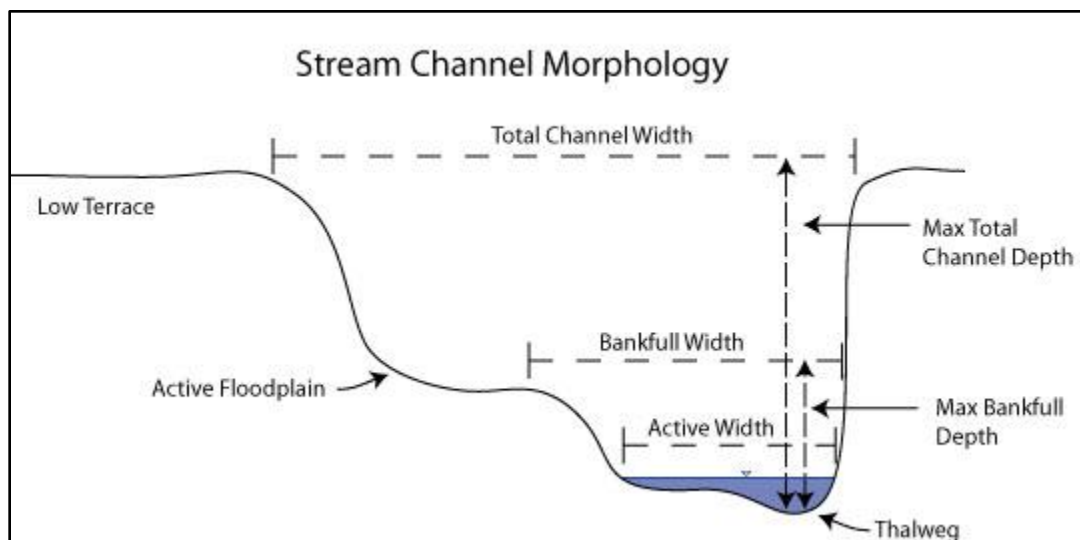 Stream Channel Morphology
Total Channel Width
Low Terrace
Max Total
Channel Depth
Bankfull Width
Active Floodplain
Max Bankfull
Depth
Active Width
Thalweg